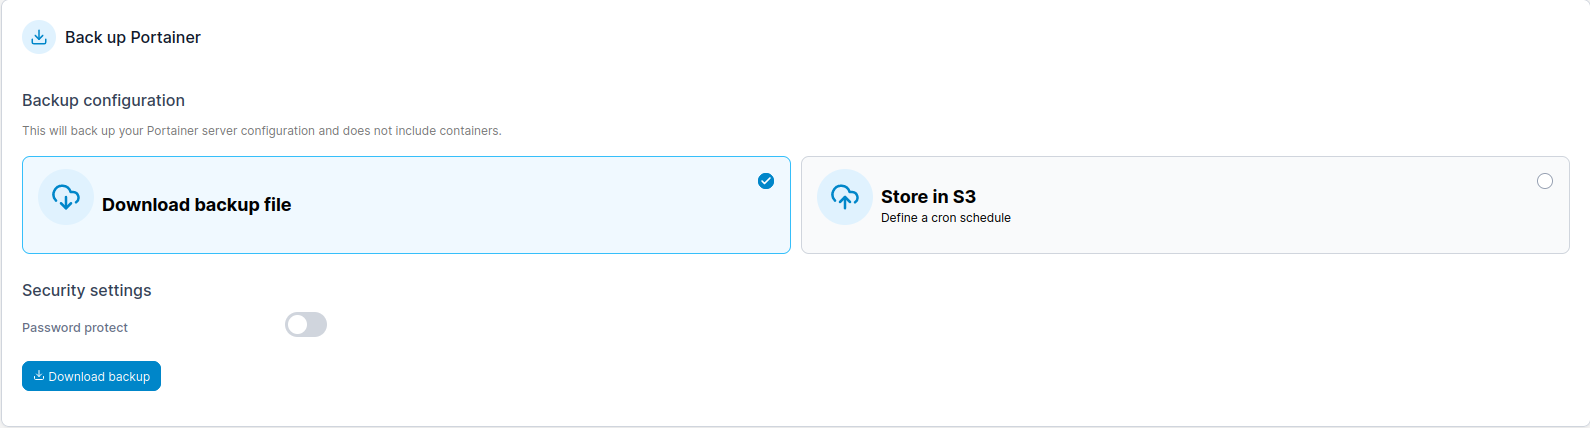 Back up Portainer
Backup configuration
This will back up your Portainer server configuration and does not include containers.
Download backup file
Store in S3
Define a cron schedule
Security settings
Password protect
Download backup